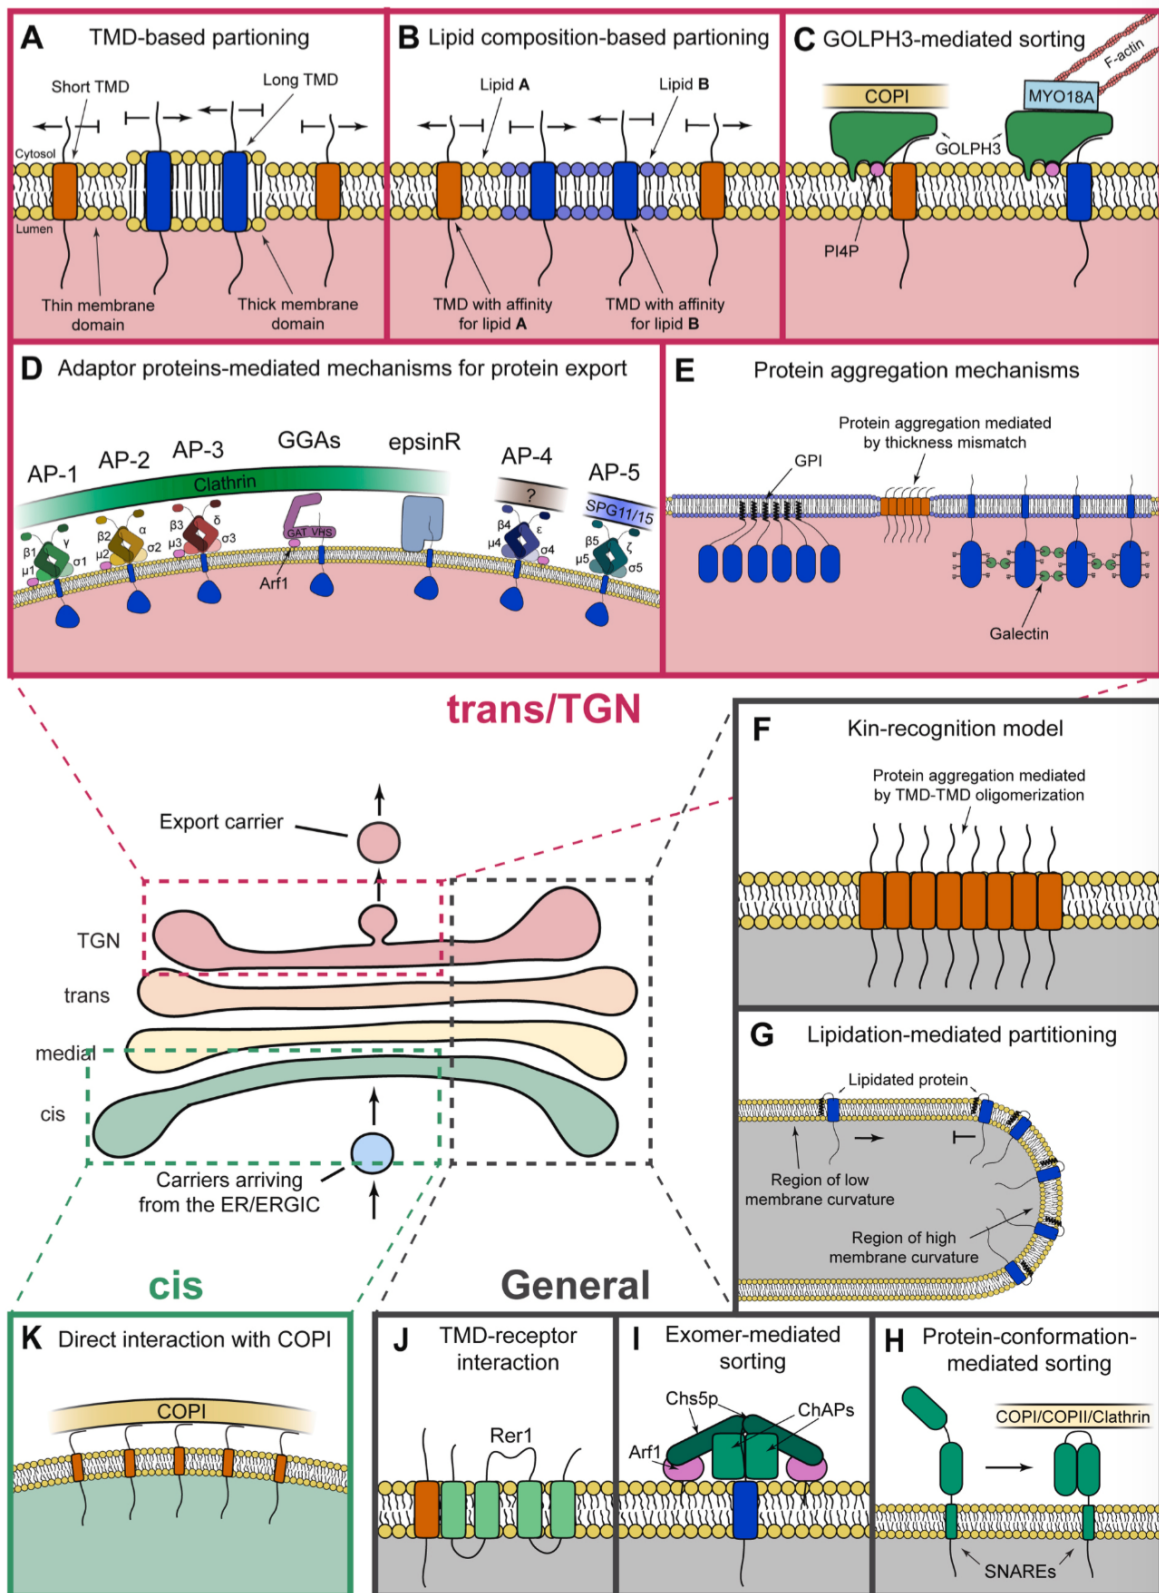 A TMD-based partioning
Short TMD
Long TMD
Cytosol
Lumen
Thin membrane
domain
Thick membrane
domain
B Lipid composition-based partioning
Lipid A
Lipid B
TMD with affinity
for lipid A
TMD with affinity
for lipid B
C GOLPH3-mediated sorting
F-actin
COPI
MYO18A
GOLPH3
PI4P
D Adaptor proteins-mediated mechanisms for protein export
AP-1
AP-2
AP-3
GGAs
epsinR
AP-4
AP-5
Clathrin
?
SPG11/15
β1
γ
μ1
σ1
β2
α
μ2
σ2
β3
δ
μ3
σ3
GAT VHS
Arf1
β4
ε
μ4
σ4
β5
ζ
μ5
σ5
E Protein aggregation mechanisms
Protein aggregation mediated
by thickness mismatch
GPI
Galectin
trans/TGN
Export carrier
TGN
trans
medial
cis
Carriers arriving
from the ER/ERGIC
cis
General
F Kin-recognition model
Protein aggregation mediated
by TMD-TMD oligomerization
G Lipidation-mediated partitioning
Lipidated protein
Region of low
membrane curvature
Region of high
membrane curvature
K Direct interaction with COPI
COPI
J TMD-receptor
interaction
Rer1
I Exomer-mediated
sorting
Chs5p
ChAPs
Arf1
H Protein-conformation-
mediated sorting
COPI/COPII/Clathrin
SNAREs